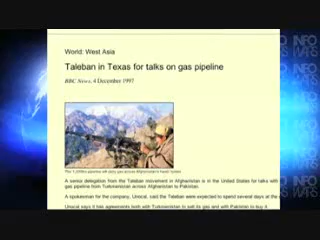 World: West Asia
Taleban in Texas for talks on gas pipeline
BBC News, 4 December 1997
A senior delegation from the Taleban movement in Afghanistan is in the United States for talks with
gas pipeline from Turkmenistan across Afghanistan to Pakistan.
A spokesman for the company, Unocal, said the Taleban were expected to spend several days at the
Unocal says it has agreements both with Turkmenistan to sell its gas and with Pakistan to buy it.
INFO
WARS